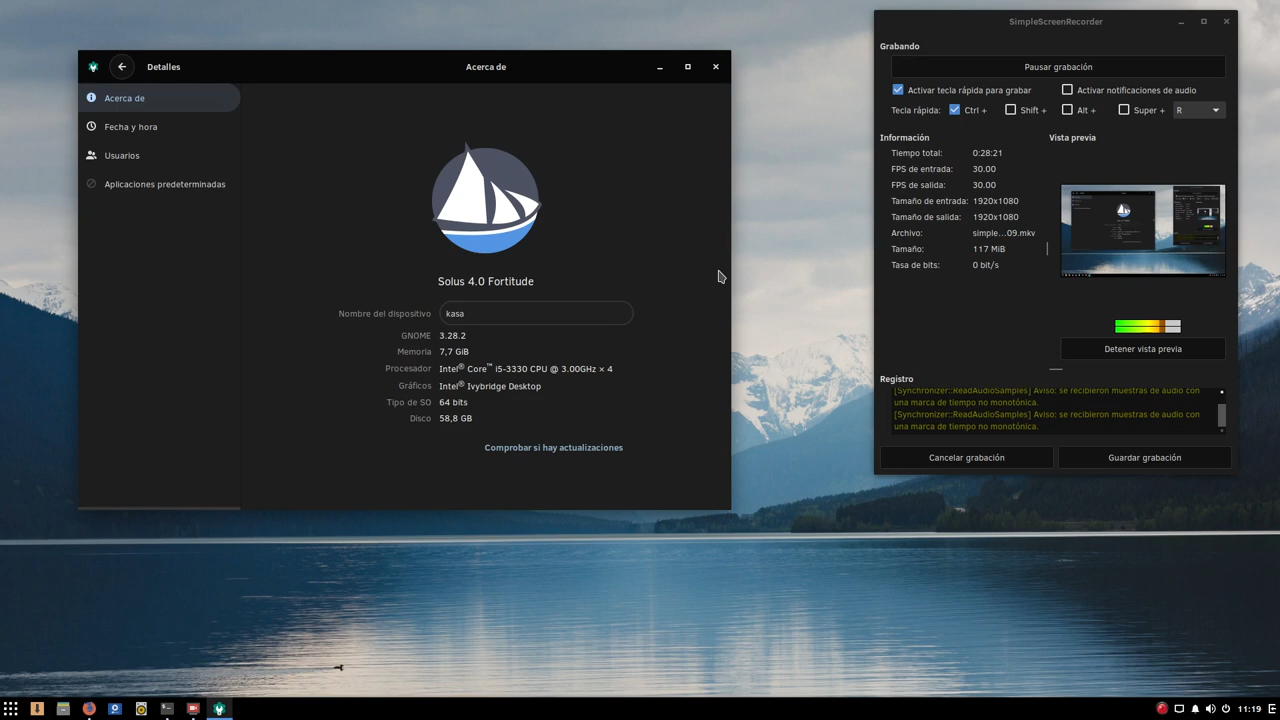 Detalles
Acerca de
Acerca de
Fecha y hora
Usuarios
Aplicaciones predeterminadas
Solus 4.0 Fortitude
Nombre del dispositivo kasa
GNOME 3.28.2
Memoria 7,7 GiB
Procesador Intel® Core™ i5-3330 CPU @ 3.00GHz × 4
Gráficos Intel® Ivybridge Desktop
Tipo de SO 64 bits
Disco 58,8 GB
Comprobar si hay actualizaciones
SimpleScreenRecorder
Grabando
Pausar grabación
Activar tecla rápida para grabar Activar notificaciones de audio
Tecla rápida: Ctrl + Shift + Alt + Super + R
Información
Tiempo total: 0:28:21
FPS de entrada: 30.00
FPS de salida: 30.00
Tamaño de entrada: 1920x1080
Tamaño de salida: 1920x1080
Archivo: simple...09.mkv
Tamaño: 117 MiB
Tasa de bits: 0 bit/s
Vista previa
Detener vista previa
Registro
[Synchronizer::ReadAudioSamples] Aviso: se recibieron muestras de audio con
una marca de tiempo no monotónica.
[Synchronizer::ReadAudioSamples] Aviso: se recibieron muestras de audio con
una marca de tiempo no monotónica.
Cancelar grabación
Guardar grabación
11:19